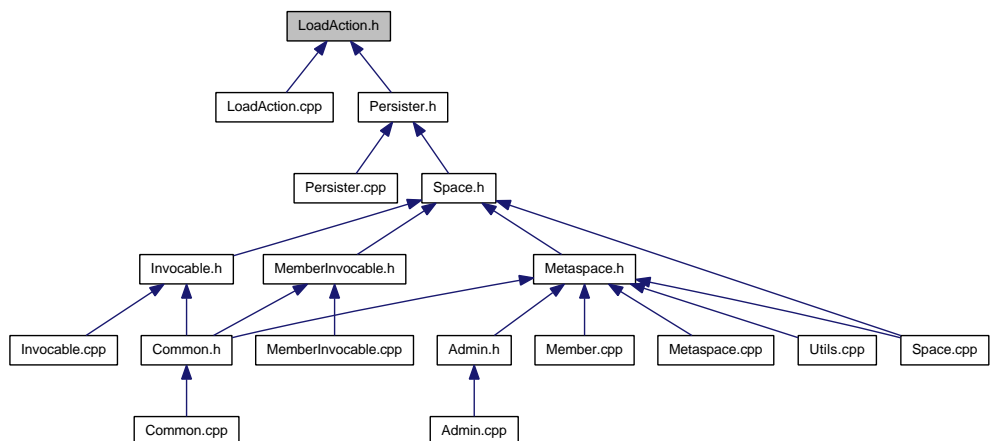 LoadAction.h
LoadAction.cpp
Persister.h
Persister.cpp
Space.h
Invocable.h
MemberInvocable.h
Metaspace.h
Invocable.cpp
Common.h
MemberInvocable.cpp
Admin.h
Member.cpp
Metaspace.cpp
Utils.cpp
Space.cpp
Common.cpp
Admin.cpp